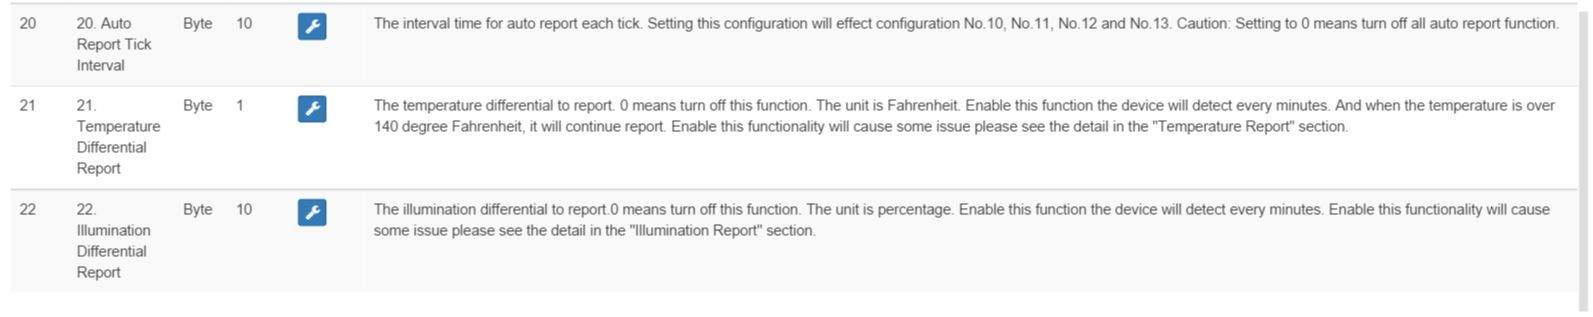 20 20. Auto Byte 10 The interval time for auto report each tick. Setting this configuration will effect configuration No.10, No.11, No.12 and No.13. Caution: Setting to 0 means turn off all auto report function.
Report Tick
Interval
21 21. Byte 1 The temperature differential to report. 0 means turn off this function. The unit is Fahrenheit. Enable this function the device will detect every minutes. And when the temperature is over
Temperature 140 degree Fahrenheit, it will continue report. Enable this functionality will cause some issue please see the detail in the "Temperature Report" section.
Differential
Report
22 22. Byte 10 The illumination differential to report.0 means turn off this function. The unit is percentage. Enable this function the device will detect every minutes. Enable this functionality will cause
Illumination some issue please see the detail in the "Illumination Report" section.
Differential
Report